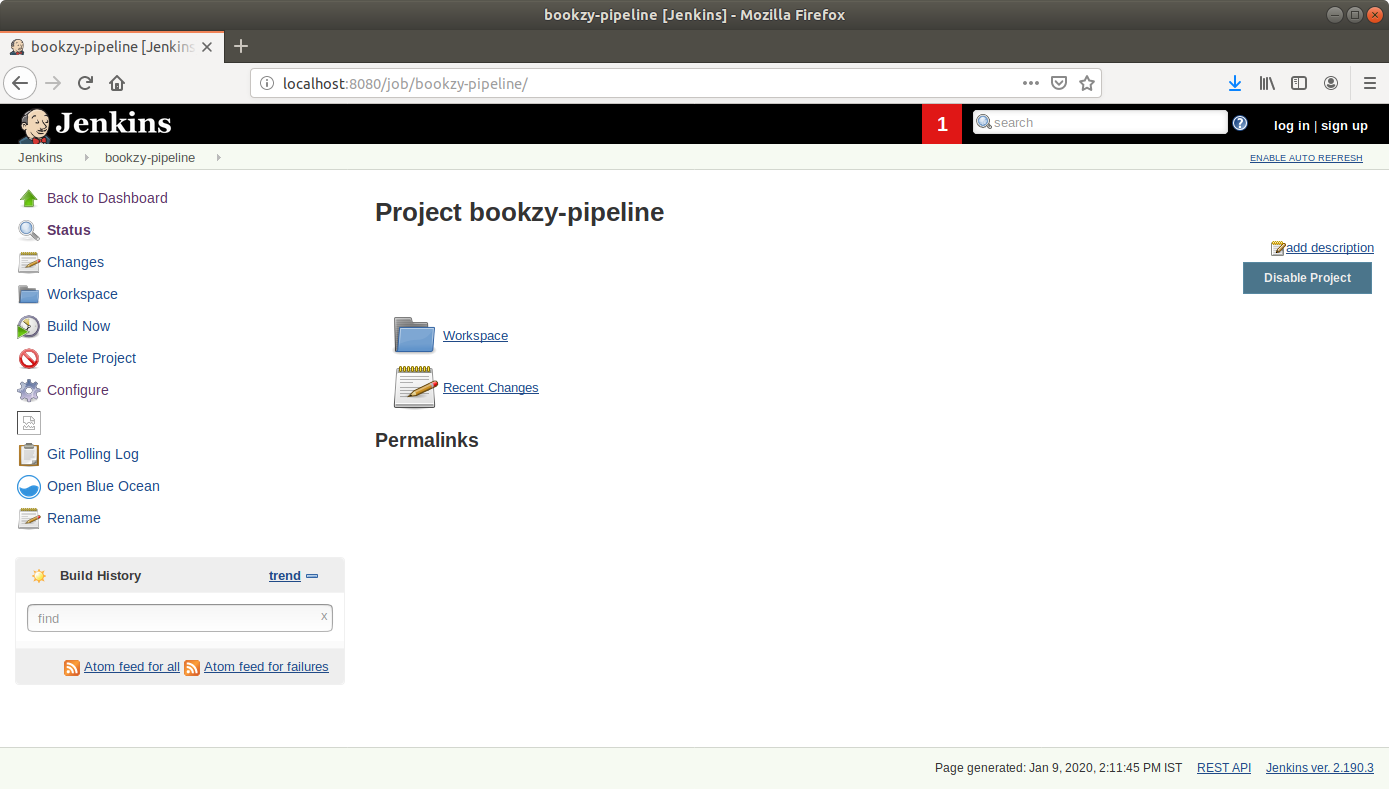 bookzy-pipeline [Jenkins] - Mozilla Firefox
bookzy-pipeline [Jenkins
localhost:8080/job/bookzy-pipeline/
Jenkins
1
search
log in | sign up
Jenkins
bookzy-pipeline
ENABLE AUTO REFRESH
Back to Dashboard
Status
Changes
Workspace
Build Now
Delete Project
Configure
Git Polling Log
Open Blue Ocean
Rename
Build History
trend
find
x
Atom feed for all
Atom feed for failures
Project bookzy-pipeline
add description
Disable Project
Workspace
Recent Changes
Permalinks
Page generated: Jan 9, 2020, 2:11:45 PM IST
REST API
Jenkins ver. 2.190.3